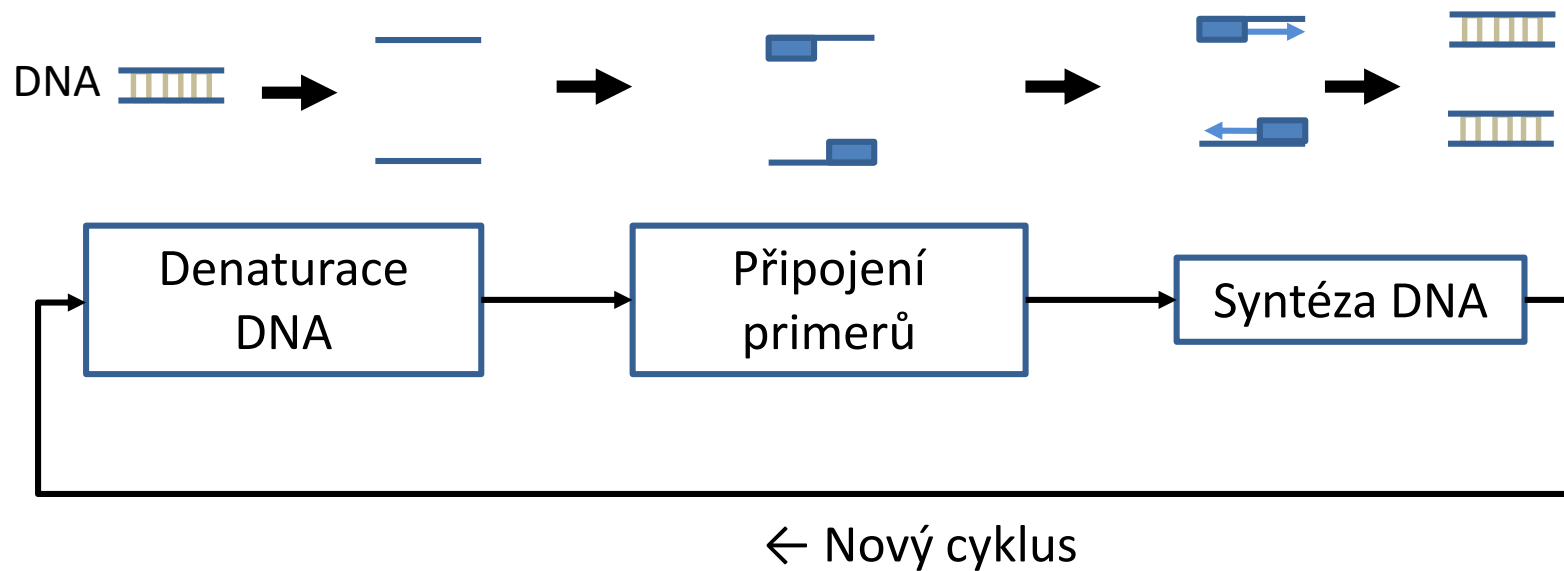 DNA
Denaturace
DNA
Připojení
primerů
Syntéza DNA
← Nový cyklus